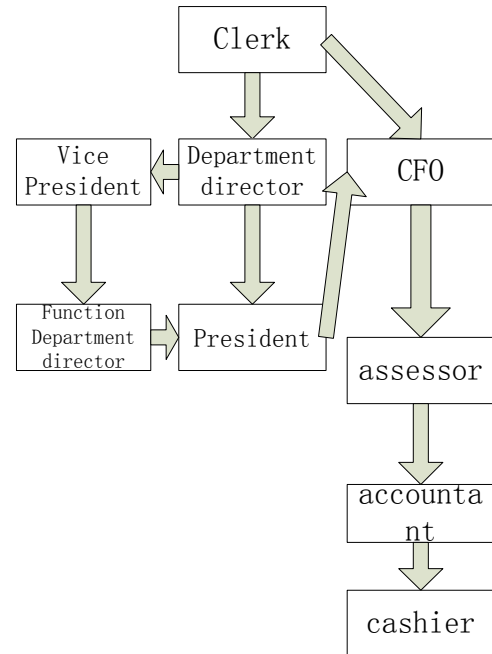 Clerk
Vice
President
Department
director
CFO
Function
Department
director
President
assessor
accounta
nt
cashier